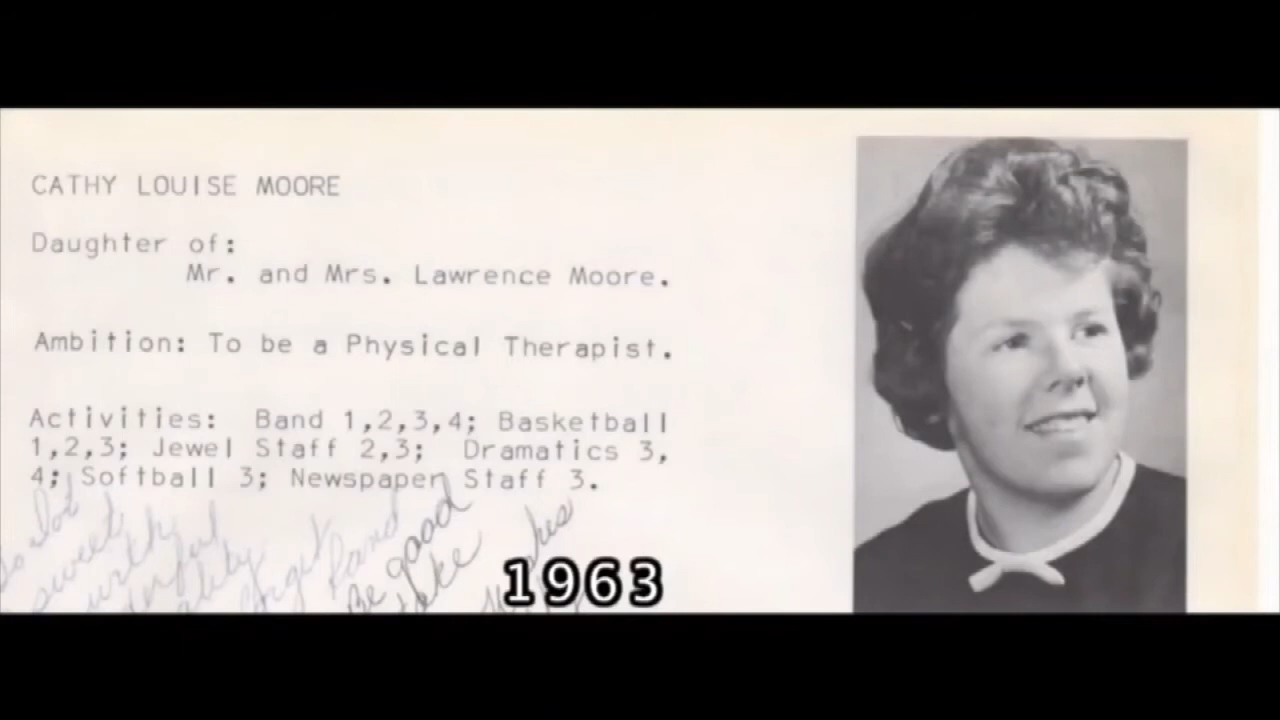 CATHY LOUISE MOORE
Daughter of:
Mr. and Mrs. Lawrence Moore.
Ambition: To be a Physical Therapist.
Activities: Band 1,2,3,4; Basketball
1,2,3; Jewel Staff 2,3; Dramatics 3,
4; Softball 3; Newspaper Staff 3.
sweet
Be good
1963